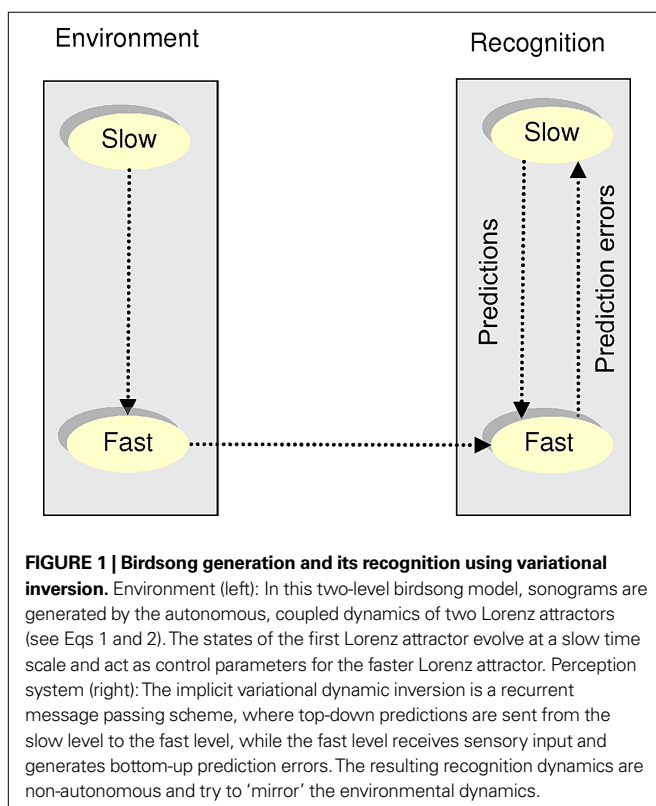 Environment
Recognition
Slow
Slow
Predictions
Prediction errors
Fast
Fast
FIGURE 1 | Birdsong generation and its recognition using variational
inversion. Environment (left): In this two-level birdsong model, sonograms are
generated by the autonomous, coupled dynamics of two Lorenz attractors
(see Eqs 1 and 2). The states of the first Lorenz attractor evolve at a slow time
scale and act as control parameters for the faster Lorenz attractor. Perception
system (right): The implicit variational dynamic inversion is a recurrent
message passing scheme, where top-down predictions are sent from the
slow level to the fast level, while the fast level receives sensory input and
generates bottom-up prediction errors. The resulting recognition dynamics are
non-autonomous and try to ‘mirror’ the environmental dynamics.